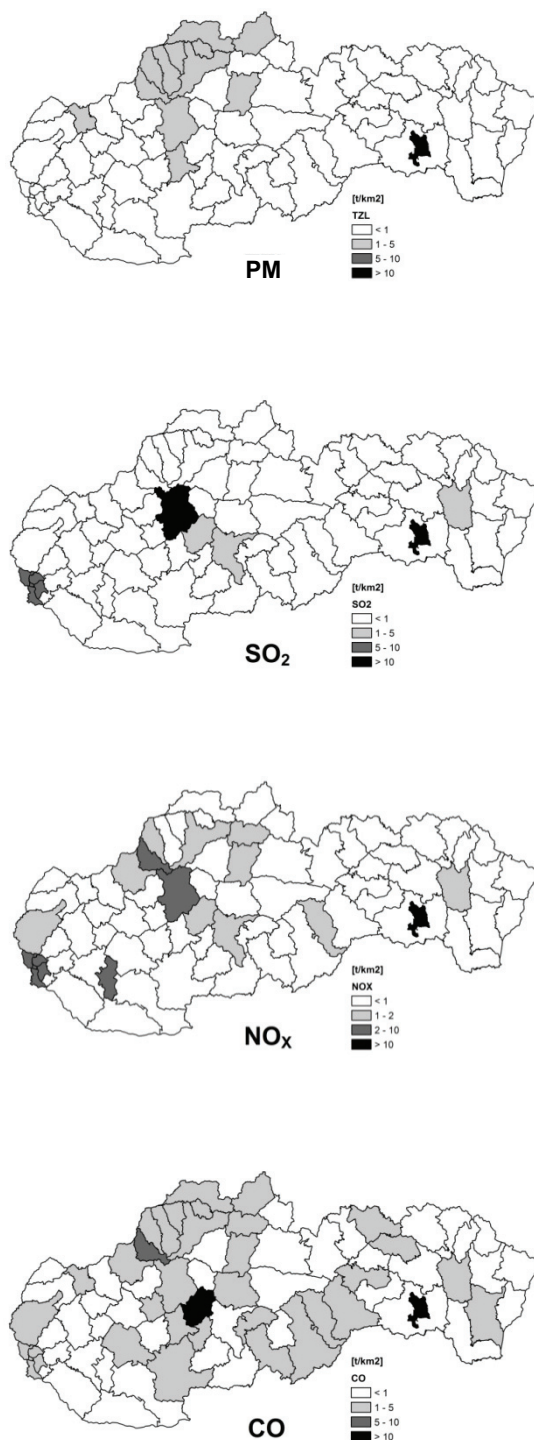 [t/km2]
TZL
< 1
1 - 5
5 - 10
> 10
PM
[t/km2]
SO2
< 1
1 - 5
5 - 10
> 10
SO₂
[t/km2]
NOX
< 1
1 - 2
2 - 10
> 10
NOₓ
[t/km2]
CO
< 1
1 - 5
5 - 10
> 10
CO